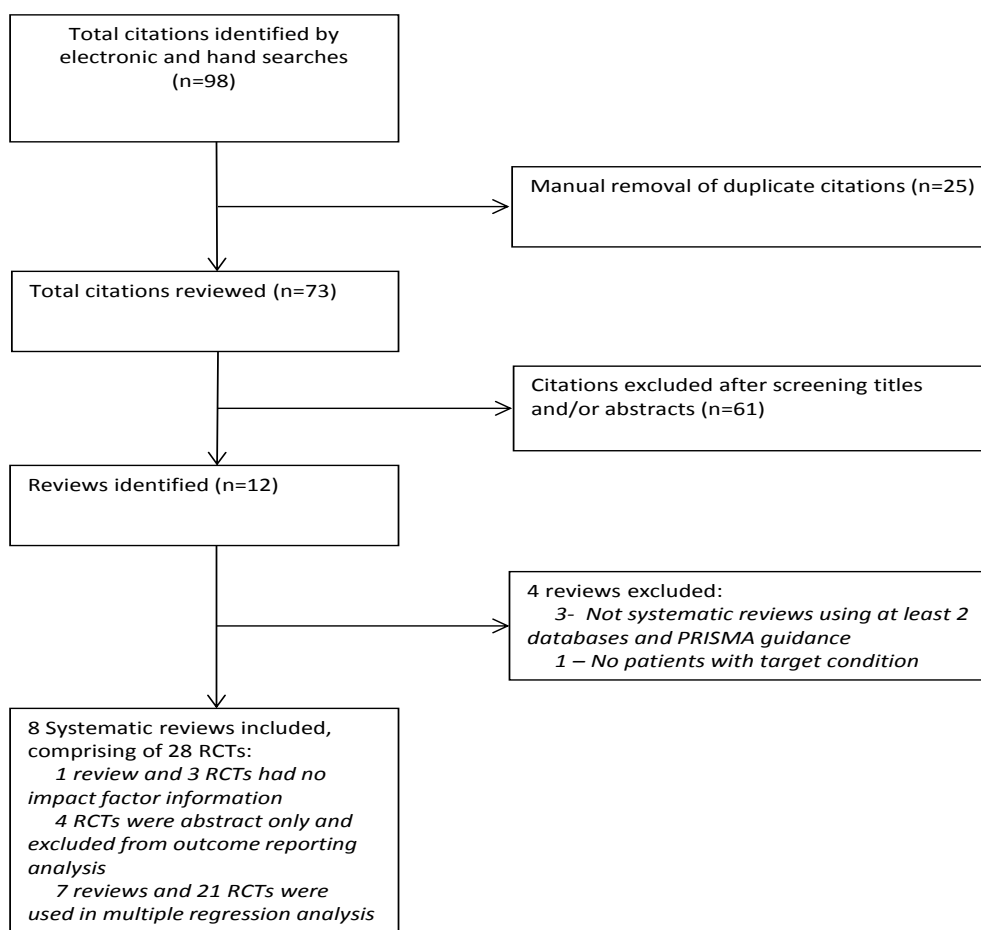 Total citations identified by
electronic and hand searches
(n=98)
Manual removal of duplicate citations (n=25)
Total citations reviewed (n=73)
Citations excluded after screening titles
and/or abstracts (n=61)
Reviews identified (n=12)
4 reviews excluded:
3- Not systematic reviews using at least 2
databases and PRISMA guidance
1 – No patients with target condition
8 Systematic reviews included,
comprising of 28 RCTs:
1 review and 3 RCTs had no
impact factor information
4 RCTs were abstract only and
excluded from outcome reporting
analysis
7 reviews and 21 RCTs were
used in multiple regression analysis